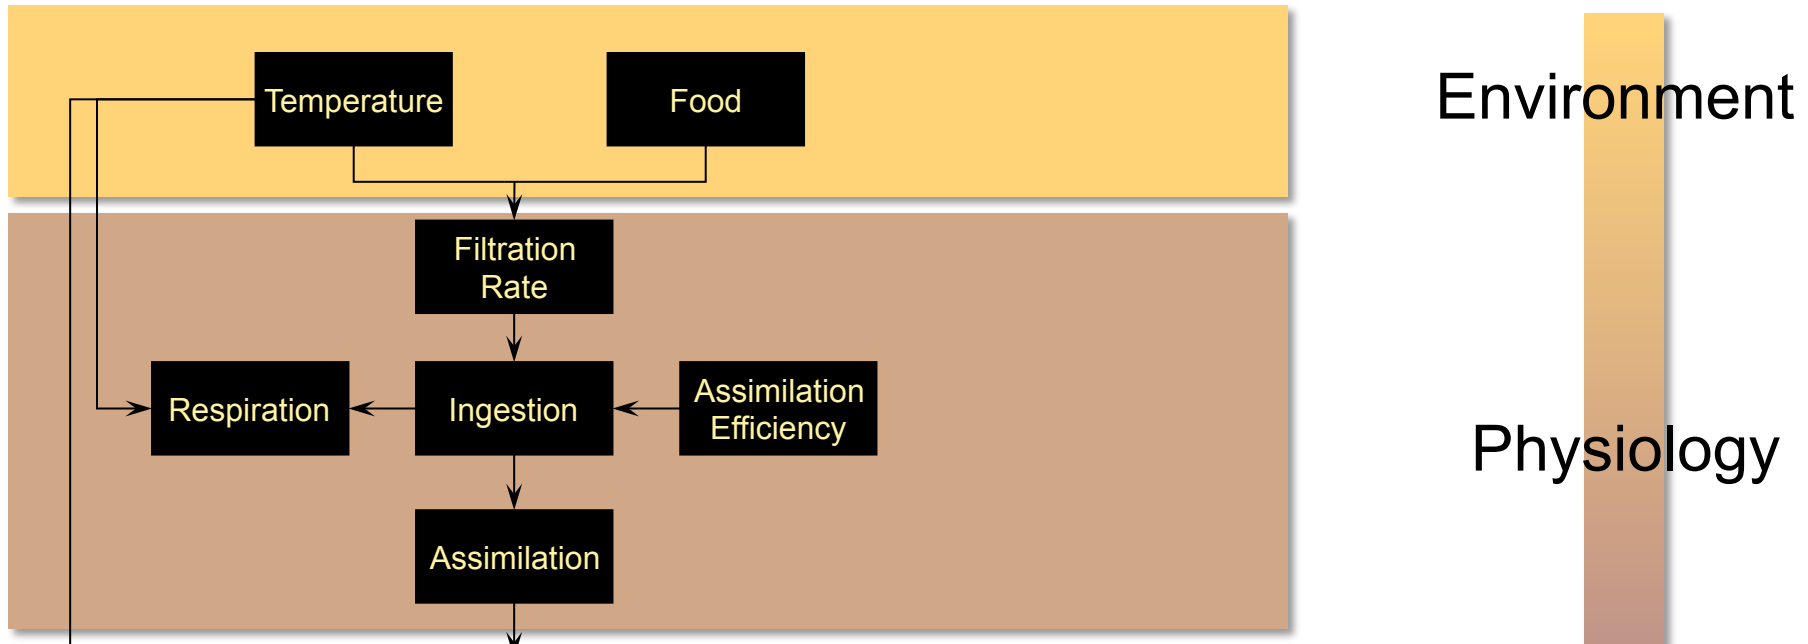 Temperature
Food
Environment
Filtration
Rate
Respiration
Ingestion
Assimilation
Efficiency
Physiology
Assimilation